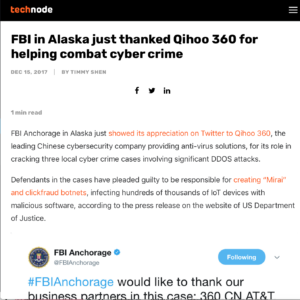 technode
FBI in Alaska just thanked Qihoo 360 for
helping combat cyber crime
DEC 15, 2017 | BY TIMMY SHEN
1 min read
FBI Anchorage in Alaska just showed its appreciation on Twitter to Qihoo 360, the
leading Chinese cybersecurity company providing anti-virus solutions, for its role in
cracking three local cyber crime cases involving significant DDOS attacks.
Defendants in the cases have pleaded guilty to be responsible for creating "Mirai"
and clickfraud botnets, infecting hundreds of thousands of IoT devices with
malicious software, according to the press release on the website of US Department
of Justice.
FBI Anchorage
Following
@FBIAnchorage
#FBIAnchorage would like to thank our
business partners in this case: 360.CN AT&T